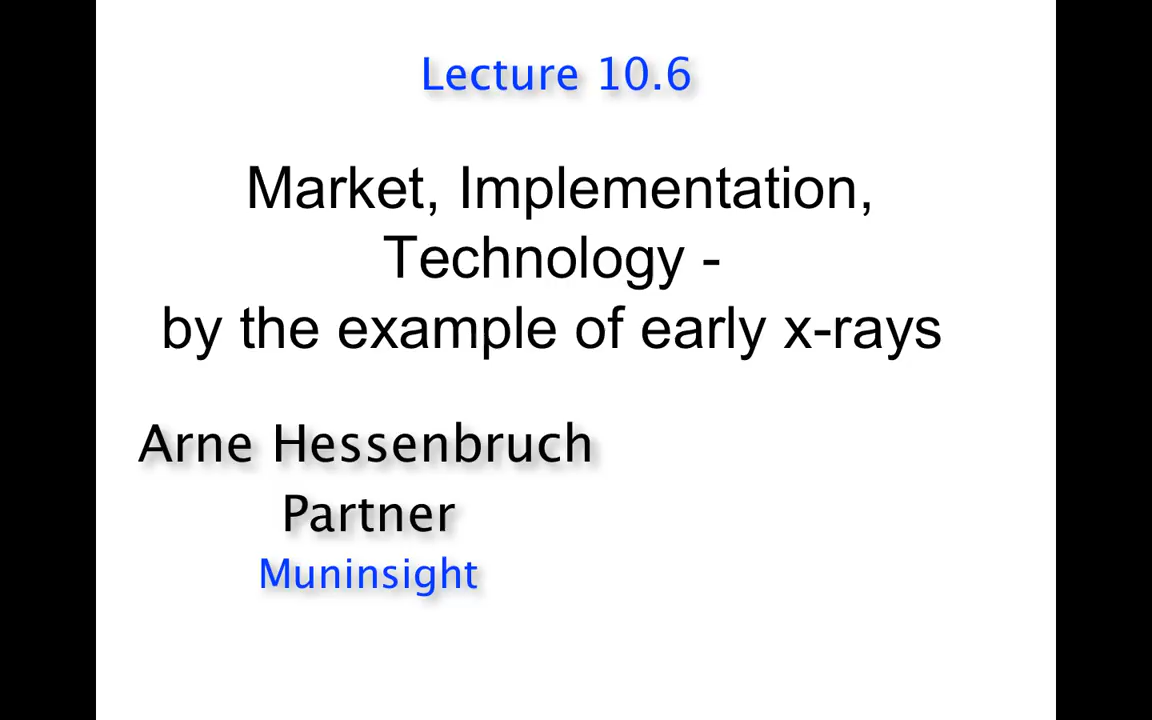 Lecture 10.6
Market, Implementation,
Technology -
by the example of early x-rays
Arne Hessenbruch
Partner
Muninsight